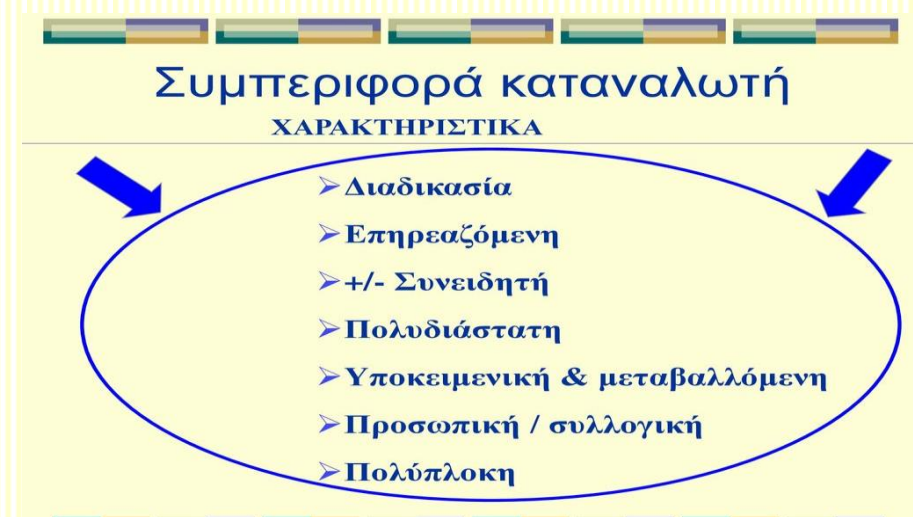 Συμπεριφορά καταναλωτή
ΧΑΡΑΚΤΗΡΙΣΤΙΚΑ
➢Διαδικασία
➢Επηρεαζόμενη
➢+/- Συνειδητή
➢Πολυδιάστατη
➢Υποκειμενική & μεταβαλλόμενη
➢Προσωπική / συλλογική
➢Πολύπλοκη